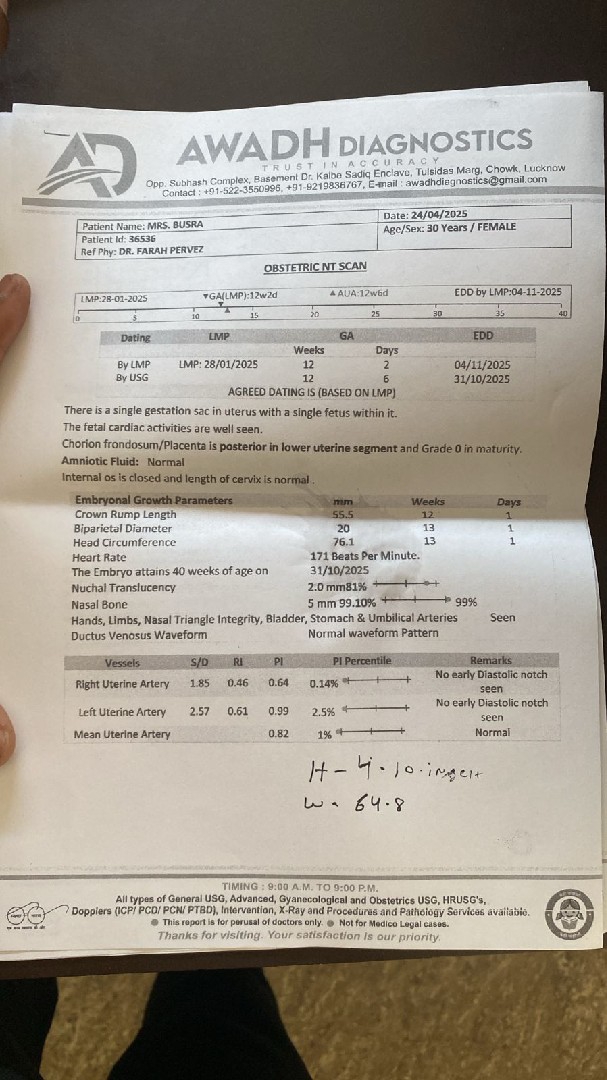 AWADH DIAGNOSTICS
TRUST IN ACCURACY
Opp. Subhash Complex, Basement Dr. Kalbe Sadiq Enclave, Tulsidas Marg, Chowk, Lucknow
Contact : +91-522-3550996, +91-9219836767, E-mail : awadhdiagnostics@gmail.com
Patient Name: MRS. BUSRA
Date: 24/04/2025
Patient Id: 36536
Age/Sex: 30 Years / FEMALE
Ref Phy: DR. FARAH PERVEZ
OBSTETRIC NT SCAN
LMP:28-01-2025 ▼GA(LMP):12w2d ▲AUA:12w6d EDD by LMP:04-11-2025
0 5 10 15 20 25 30 35 40
Dating LMP GA EDD
Weeks Days
By LMP LMP: 28/01/2025 12 2 04/11/2025
By USG 12 6 31/10/2025
AGREED DATING IS (BASED ON LMP)
There is a single gestation sac in uterus with a single fetus within it.
The fetal cardiac activities are well seen.
Chorion frondosum/Placenta is posterior in lower uterine segment and Grade 0 in maturity.
Amniotic Fluid: Normal
Internal os is closed and length of cervix is normal.
Embryonal Growth Parameters mm Weeks Days
Crown Rump Length 55.5 12 1
Biparietal Diameter 20 13 1
Head Circumference 76.1 13 1
Heart Rate 171 Beats Per Minute.
The Embryo attains 40 weeks of age on 31/10/2025
Nuchal Translucency 2.0 mm81%
Nasal Bone 5 mm 99.10% 99%
Hands, Limbs, Nasal Triangle Integrity, Bladder, Stomach & Umbilical Arteries Seen
Ductus Venosus Waveform Normal waveform Pattern
Vessels S/D RI PI PI Percentile Remarks
Right Uterine Artery 1.85 0.46 0.64 0.14% No early Diastolic notch
seen
Left Uterine Artery 2.57 0.61 0.99 2.5% No early Diastolic notch
seen
Mean Uterine Artery 0.82 1% Normal
H - 4.10
W - 64.8
TIMING : 9:00 A.M. TO 9:00 P.M.
All types of General USG, Advanced, Gyanecological and Obstetrics USG, HRUSG's,
Dopplers (ICP/ PCD/ PCN/ PTBD), Intervention, X-Ray and Procedures and Pathology Services available.
● This report is for perusal of doctors only. ● Not for Medico Legal cases.
Thanks for visiting. Your satisfaction is our priority.